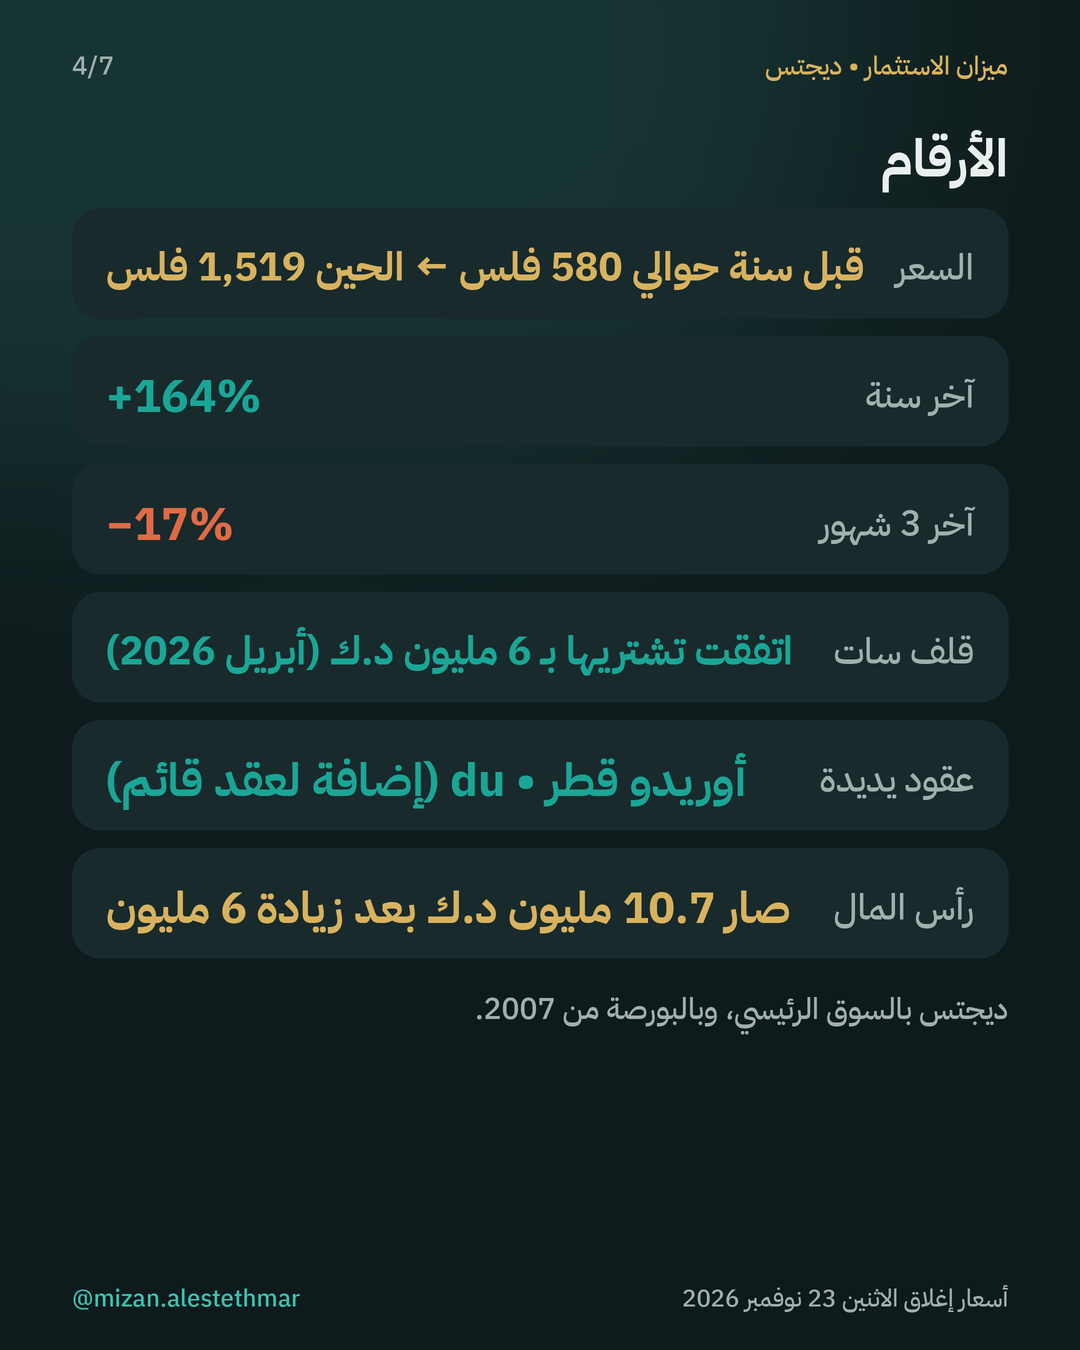 ميزان الاستثمار • ديجتس
4/7
الأرقام
السعر قبل سنة حوالي 580 فلس ← الحين 1,519 فلس
آخر سنة +164%
آخر 3 شهور −17%
قلف سات اتفقت تشتريها بـ 6 مليون د.ك (أبريل 2026)
عقود يديدة أوريدو قطر • du (إضافة لعقد قائم)
رأس المال صار 10.7 مليون د.ك بعد زيادة 6 مليون
ديجتس بالسوق الرئيسي، وبالبورصة من 2007.
أسعار إغلاق الاثنين 23 نوفمبر 2026
@mizan.alestethmar